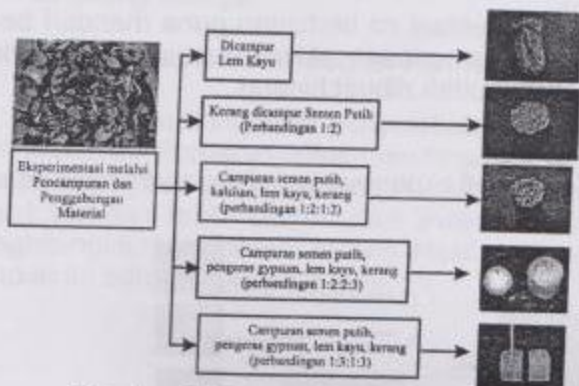 Dicampur
Lem Kayu
Kerang dicampur Semen Putih
(Perbandingan 1:2)
Eksperimentasi melalui
Pencampuran dan
Penggabungan
Material
Campuran semen putih,
lem kayu, kerang
(perbandingan 1:2:1:2)
Campuran semen putih,
pengeras gypsum, lem kayu, kerang
(perbandingan 1:2:2:3)
Campuran semen putih,
pengeras gypsum, lem kayu, kerang
(perbandingan 1:3:1:3)